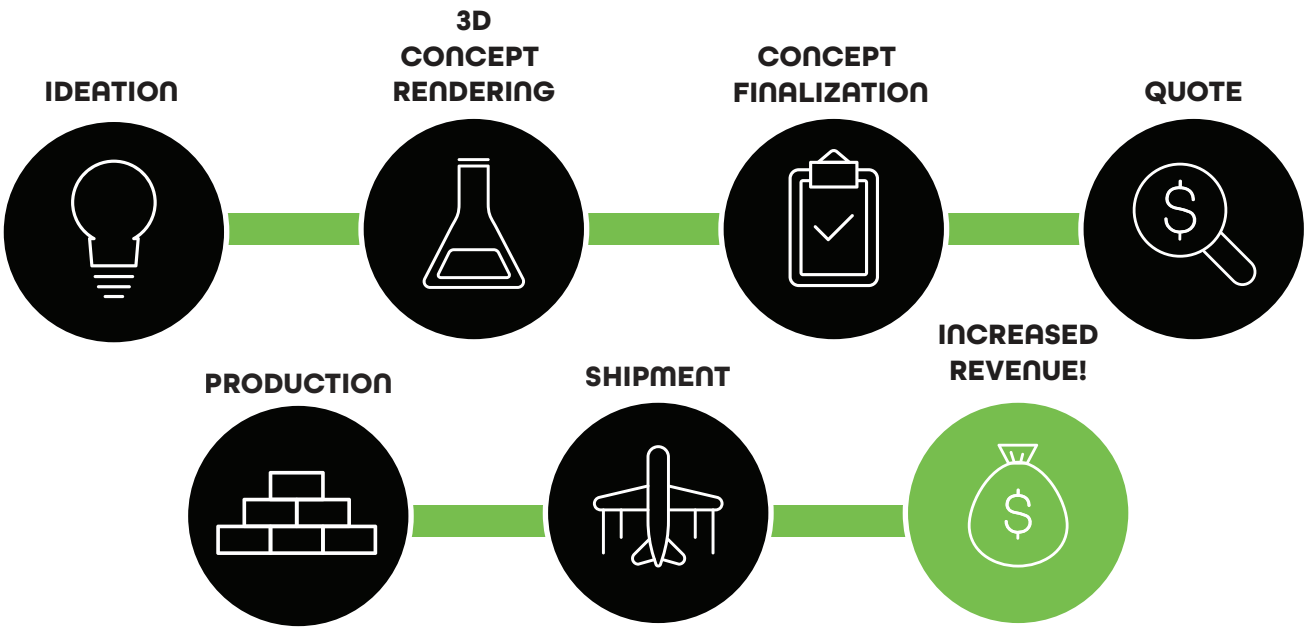 IDEATION
3D
CONCEPT
RENDERING
CONCEPT
FINALIZATION
QUOTE
$
PRODUCTION
SHIPMENT
INCREASED
REVENUE!
$